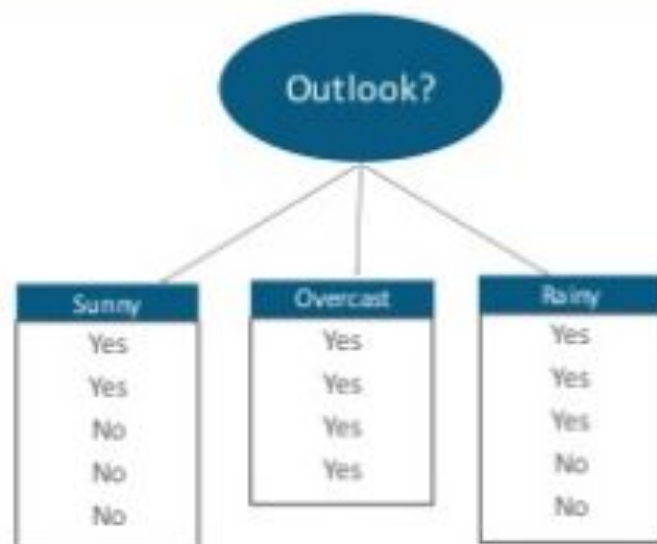 Outlook?
Sunny
Yes
Yes
No
No
No
Overcast
Yes
Yes
Yes
Yes
Rainy
Yes
Yes
Yes
No
No